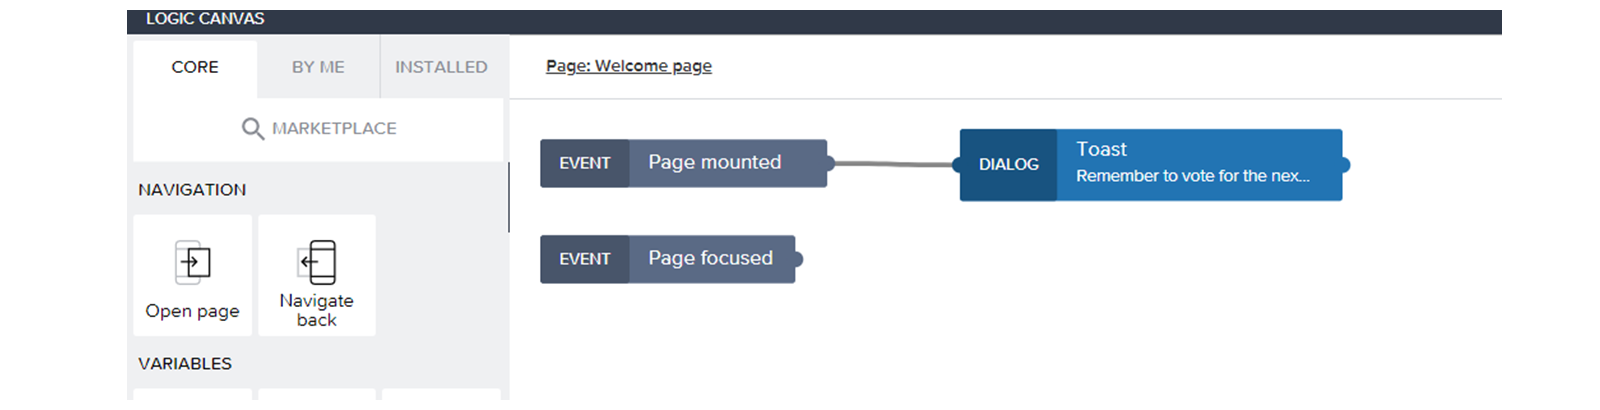 LOGIC CANVAS
CORE
BY ME
INSTALLED
MARKETPLACE
NAVIGATION
Open page
Navigate
back
VARIABLES
Page: Welcome page
EVENT
Page mounted
DIALOG
Toast
Remember to vote for the nex...
EVENT
Page focused